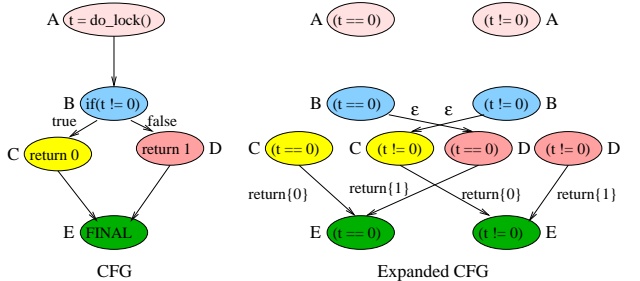 A t = do_lock()
B if(t != 0)
true false
C return 0 return 1 D
E FINAL
CFG
A (t == 0) (t != 0) A
B (t == 0) ε ε (t != 0) B
C (t == 0) C (t != 0) (t == 0) D (t != 0) D
return{0} return{1} return{0} return{1}
E (t == 0) (t != 0) E
Expanded CFG